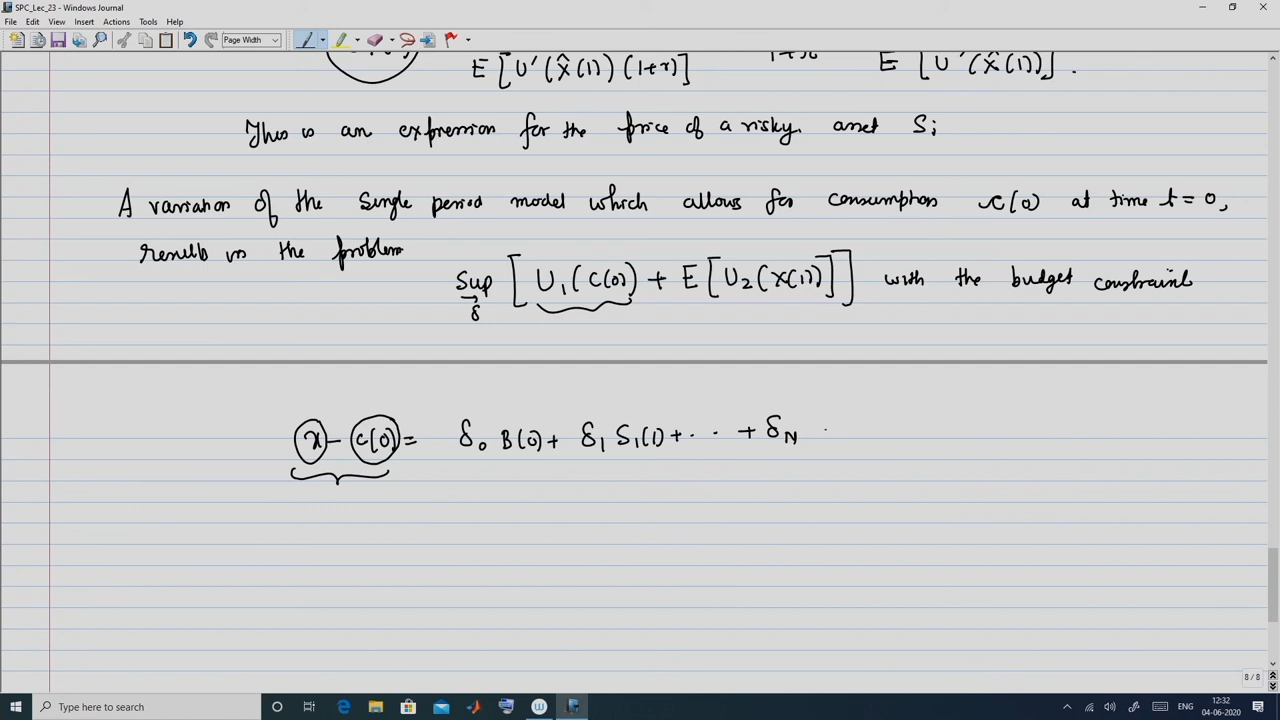 SPC_Lec_23 - Windows Journal
File Edit View Insert Actions Tools Help
Page Width
E[U'(X̂(1))(1+r)] E[U'(X̂(1)].
This is an expression for the price of a risky asset Si
A variation of the single period model which allows for consumption c(0) at time t=0,
results in the problem
Sup δ [U₁(c(0)) + E[U₂(X(1))]] with the budget constraint
x - c(0) = δ₀ B(0) + δ₁ S₁(1) + ... + δ_N
8 / 8
Type here to search
ENG
12:32
04-06-2020